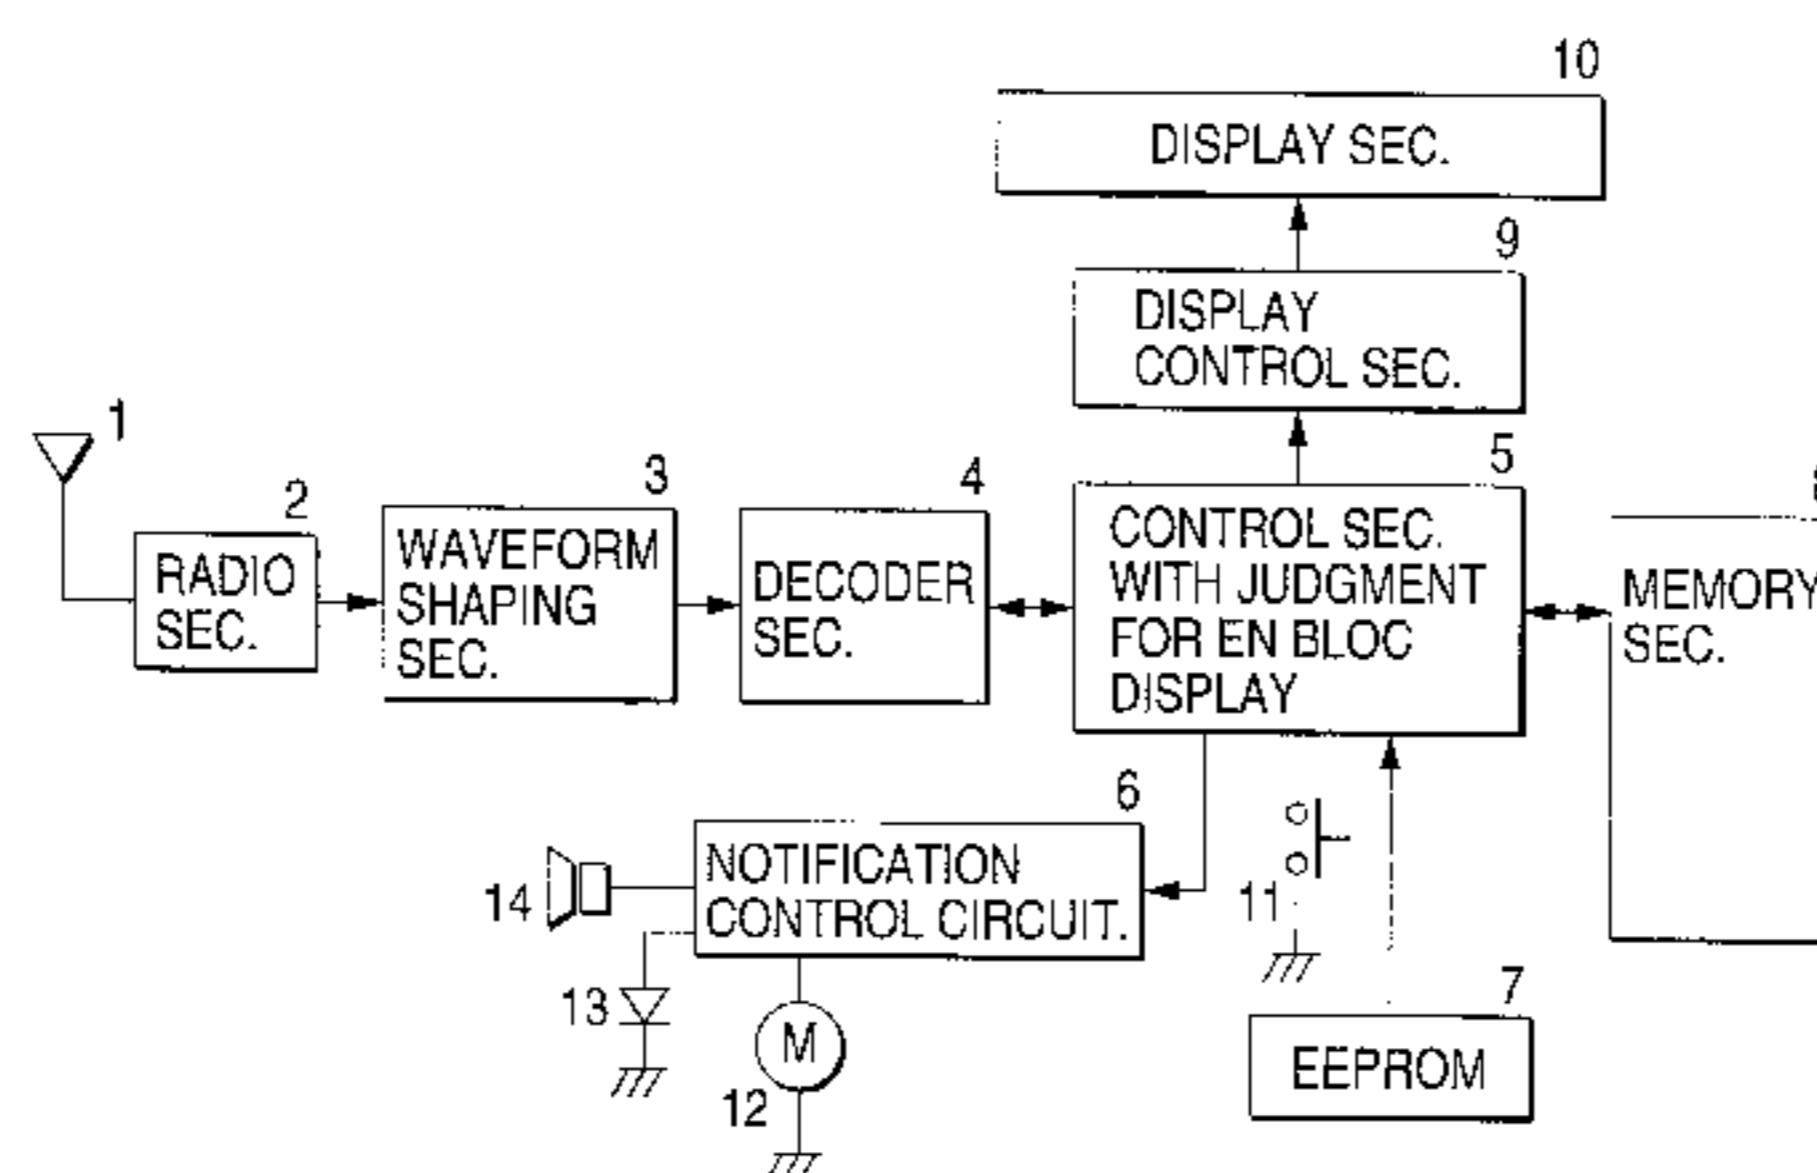 10
DISPLAY SEC.
9
DISPLAY
CONTROL SEC.
1
2
RADIO
SEC.
3
WAVEFORM
SHAPING
SEC.
4
DECODER
SEC.
5
CONTROL SEC.
WITH JUDGMENT
FOR EN BLOC
DISPLAY
MEMORY
SEC.
6
NOTIFICATION
CONTROL CIRCUIT.
14
13
M
12
11
7
EEPROM